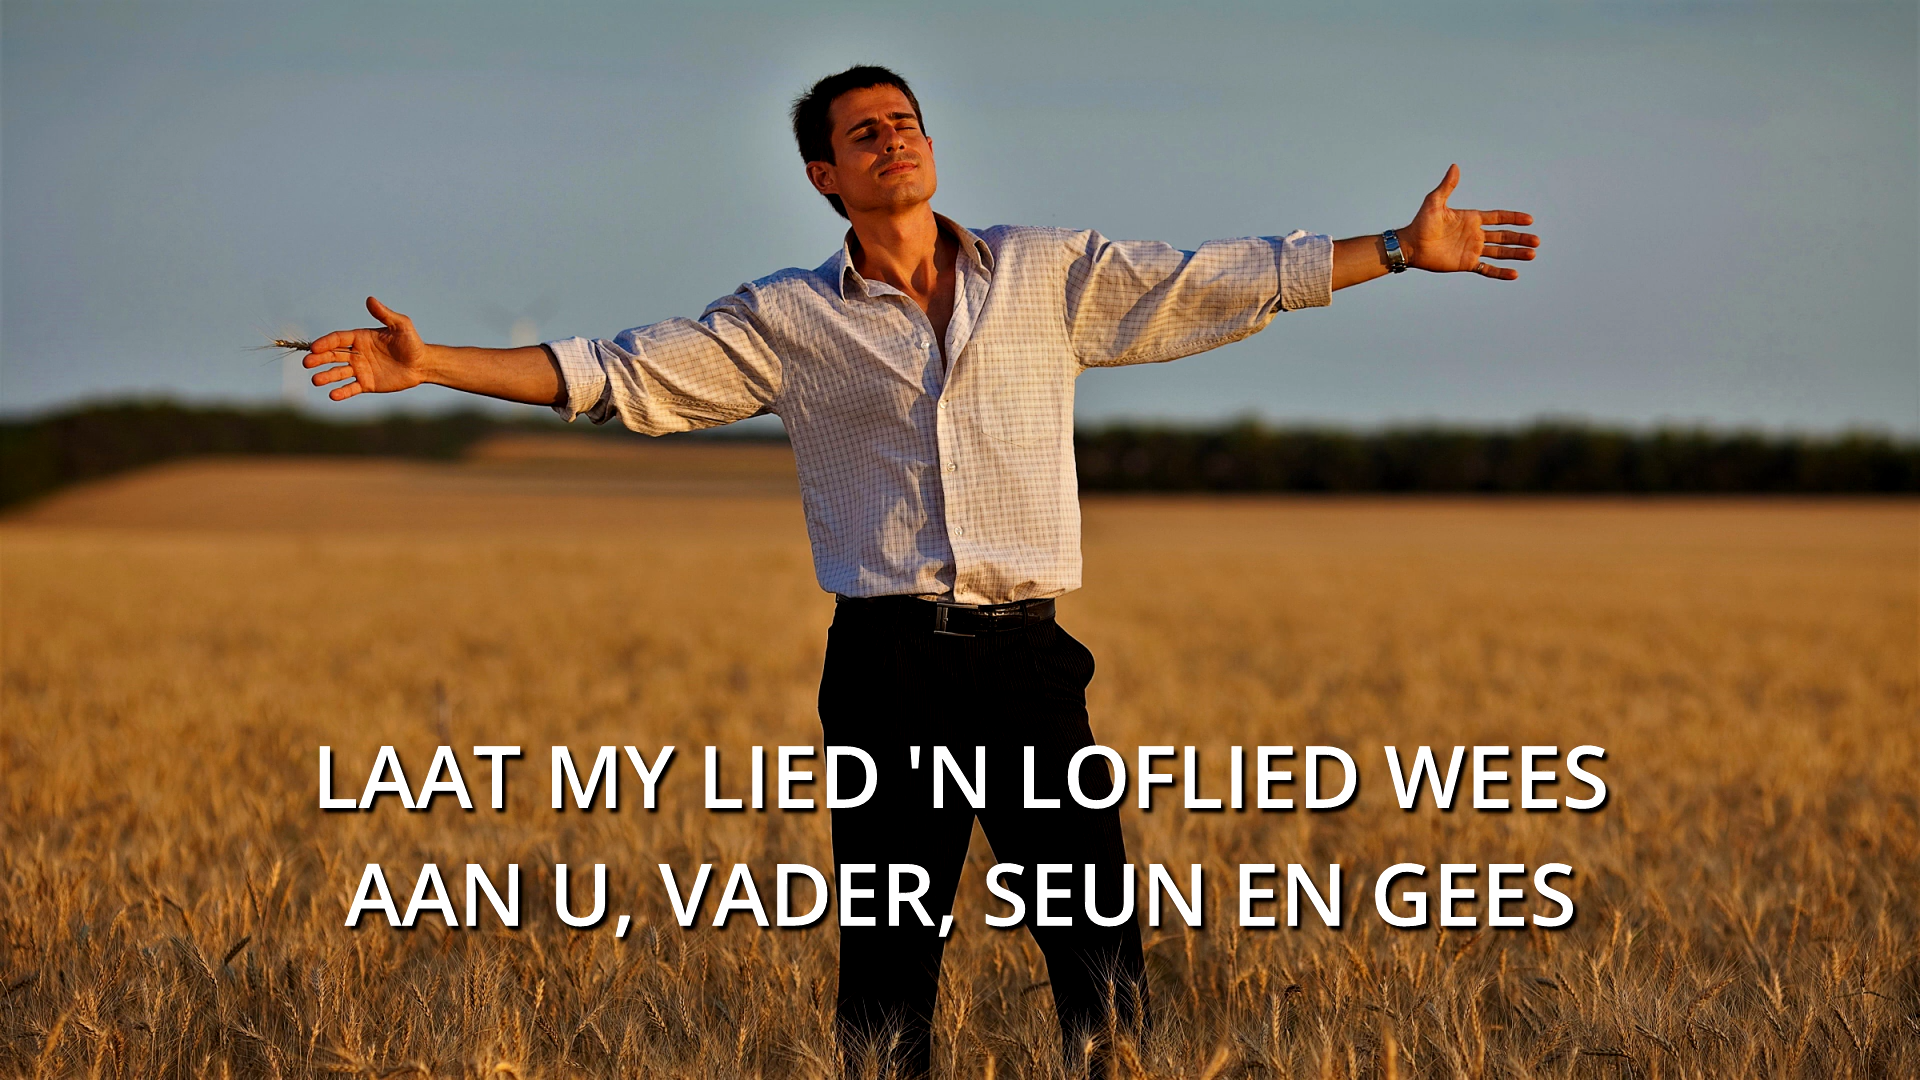 LAAT MY LIED 'N LOFLIED WEES
AAN U, VADER, SEUN EN GEES